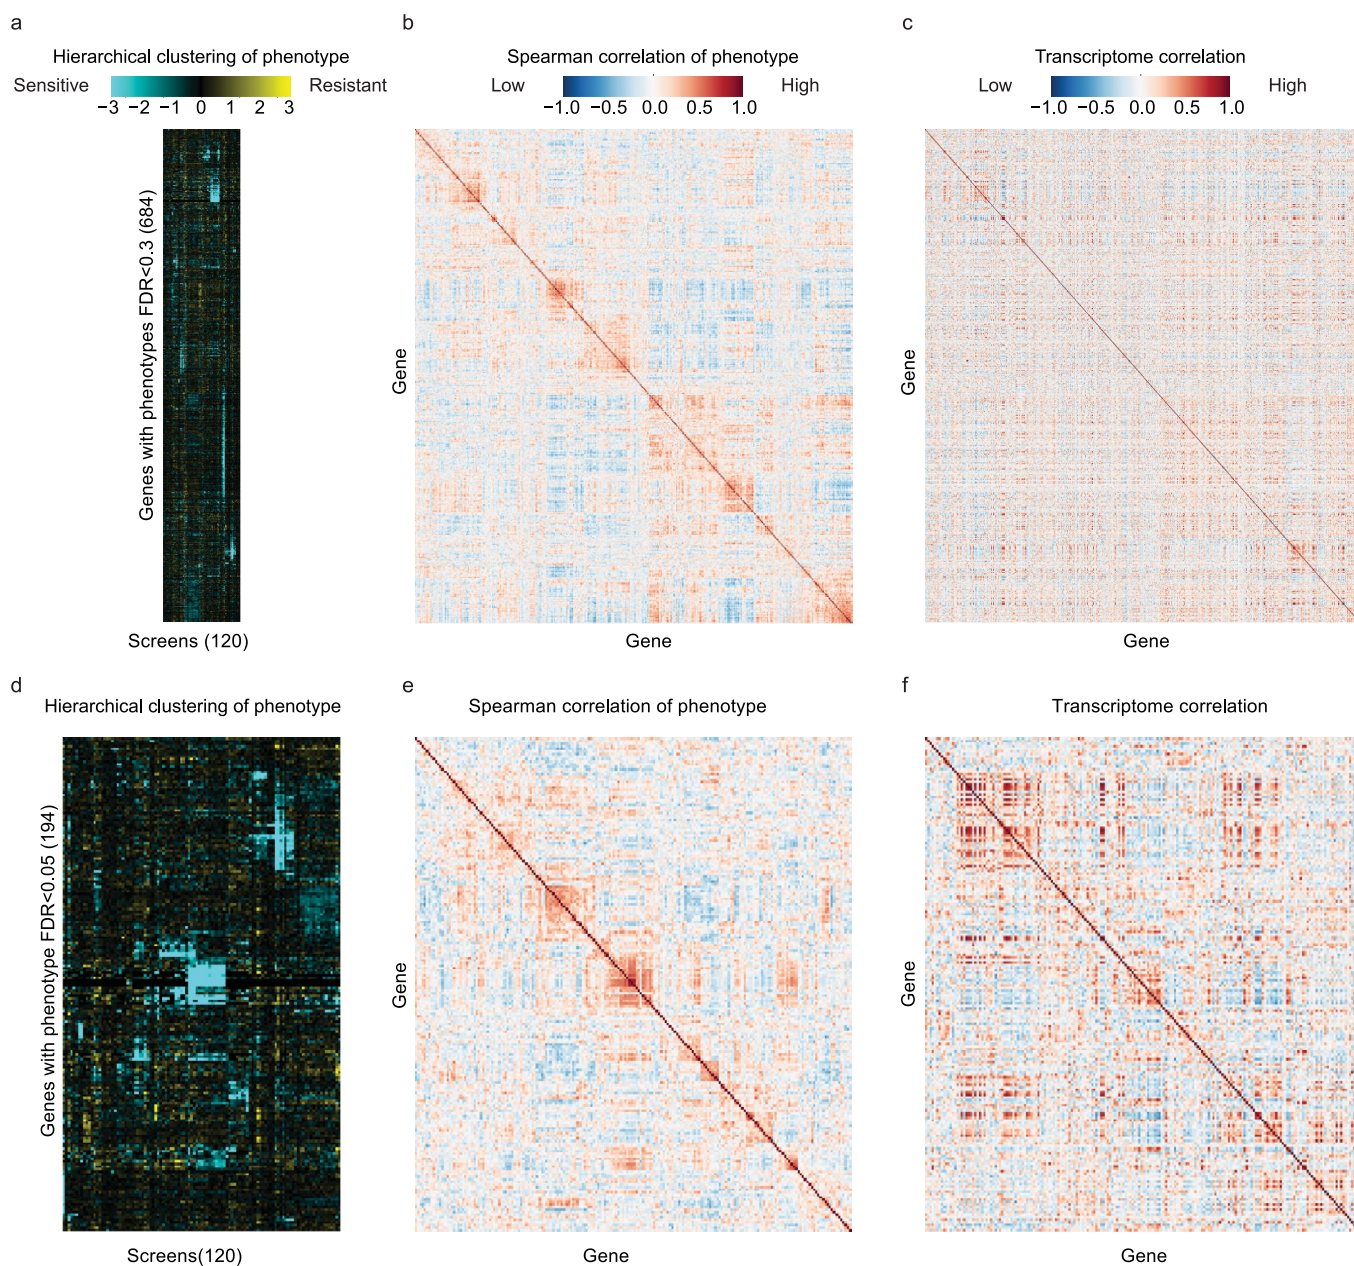 a
Hierarchical clustering of phenotype
Sensitive
Resistant
−3 −2 −1 0 1 2 3
Genes with phenotypes FDR<0.3 (684)
Screens (120)
b
Spearman correlation of phenotype
Low
High
−1.0 −0.5 0.0 0.5 1.0
Gene
Gene
c
Transcriptome correlation
Low
High
−1.0 −0.5 0.0 0.5 1.0
Gene
Gene
d
Hierarchical clustering of phenotype
Genes with phenotype FDR<0.05 (194)
Screens(120)
e
Spearman correlation of phenotype
Gene
Gene
f
Transcriptome correlation
Gene
Gene